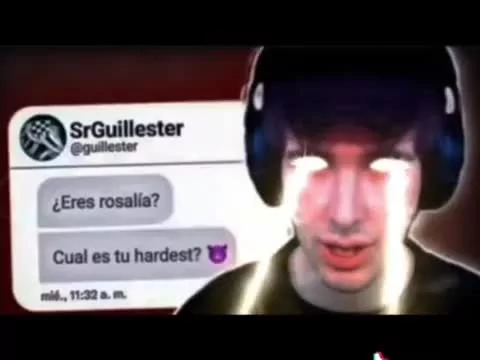 SrGuillester
@guillester
¿Eres rosalía?
Cual es tu hardest? 😈
mié., 11:32 a. m.